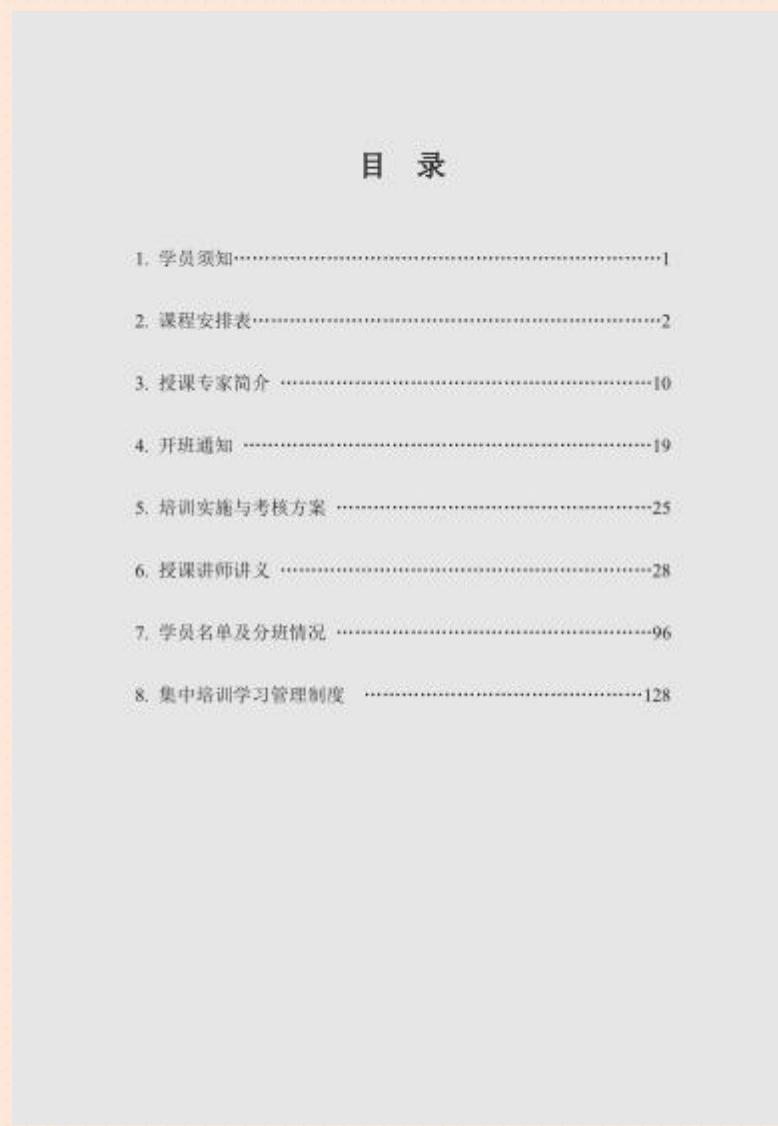 目 录
1. 学员须知……………………………………………………………1
2. 课程安排表…………………………………………………………2
3. 授课专家简介 ……………………………………………………10
4. 开班通知 …………………………………………………………19
5. 培训实施与考核方案 ……………………………………………25
6. 授课讲师讲义 ……………………………………………………28
7. 学员名单及分班情况 ……………………………………………96
8. 集中培训学习管理制度 ………………………………………128